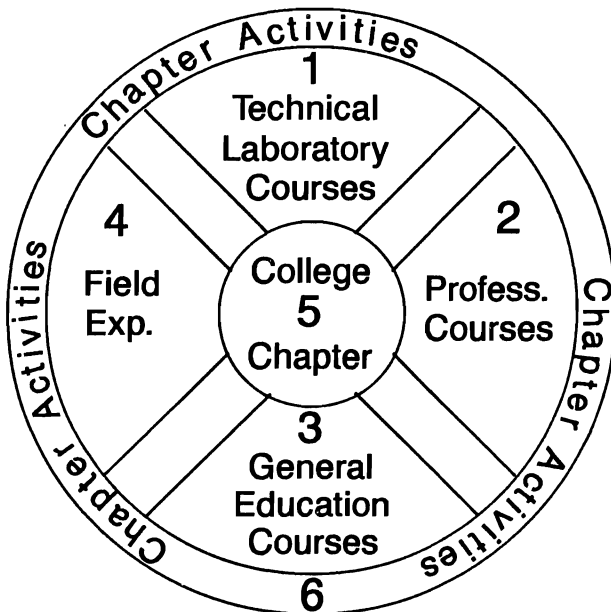 Chapter Activities
1
Technical
Laboratory
Courses
2
Profess.
Courses
Chapter Activities
3
General
Education
Courses
4
Field
Exp.
Chapter Activities
College
5
Chapter
6
Chapter